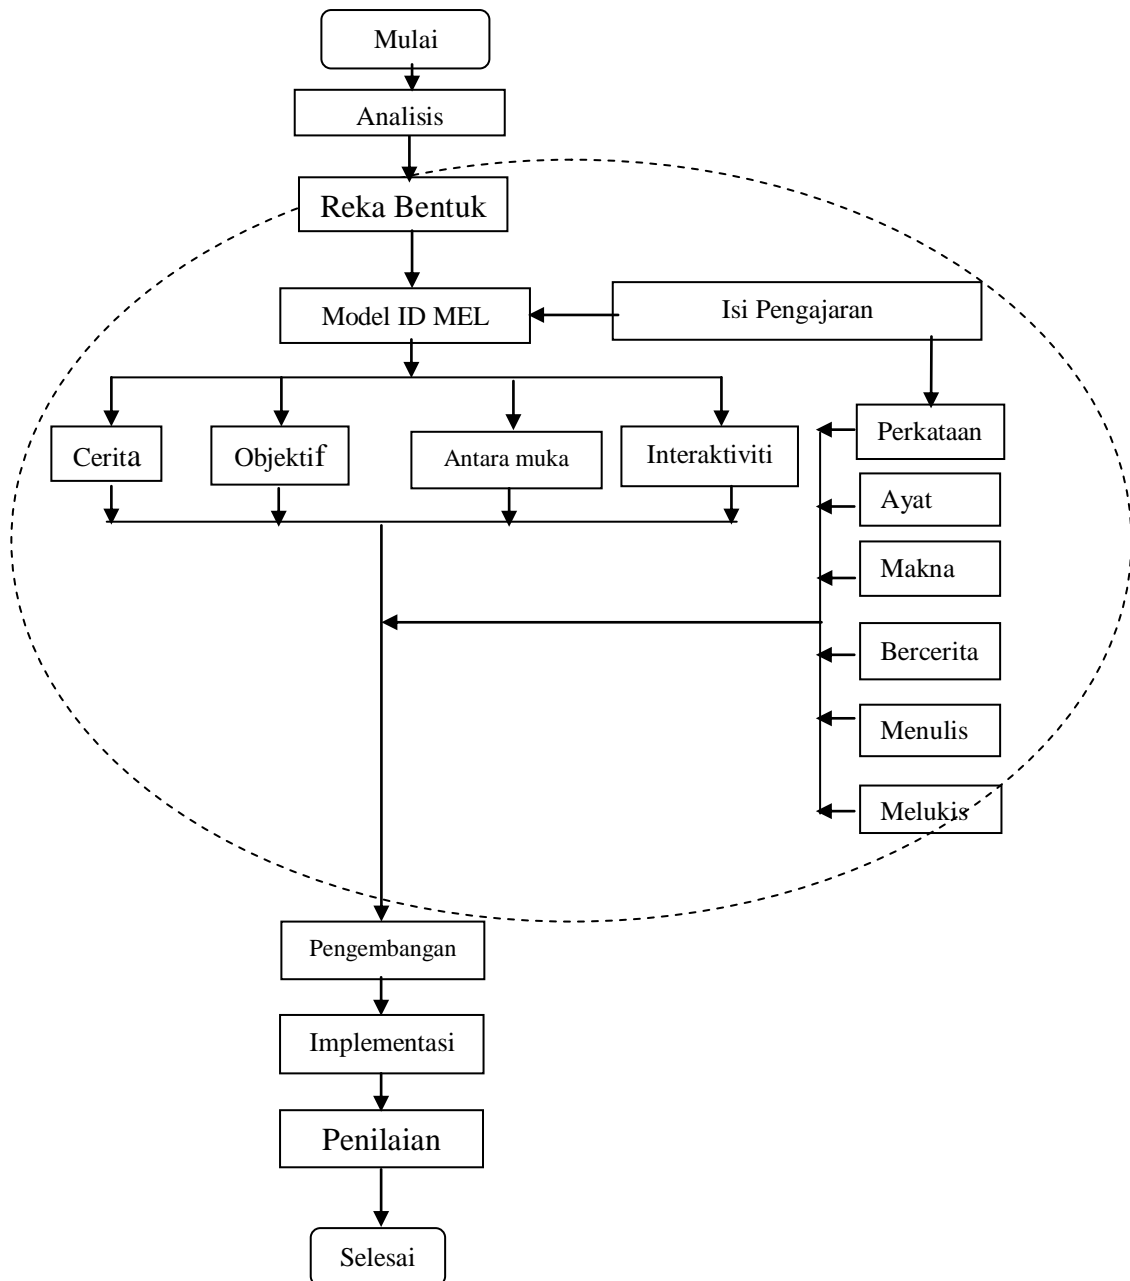 Mulai
Analisis
Reka Bentuk
Model ID MEL
Isi Pengajaran
Cerita
Objektif
Antara muka
Interaktiviti
Perkataan
Ayat
Makna
Bercerita
Menulis
Melukis
Pengembangan
Implementasi
Penilaian
Selesai